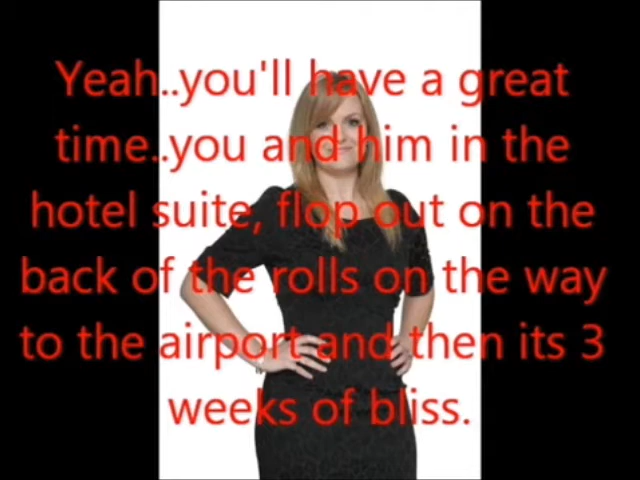 Yeah..you'll have a great
time..you and him in the
hotel suite, flop out on the
back of the rolls on the way
to the airport and then its 3
weeks of bliss.